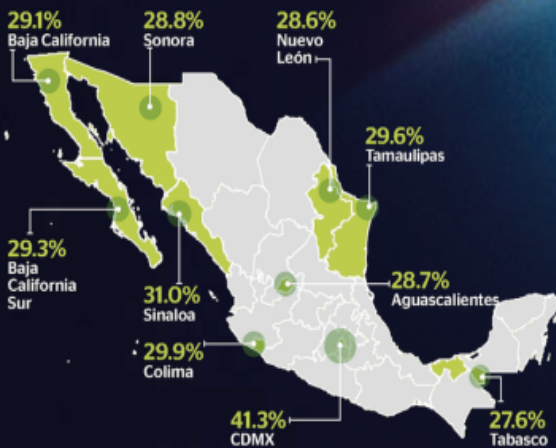 29.1%
Baja California
28.8%
Sonora
28.6%
Nuevo
León
29.6%
Tamaulipas
29.3%
Baja
California
Sur
31.0%
Sinaloa
28.7%
Aguascalientes
29.9%
Colima
41.3%
CDMX
27.6%
Tabasco